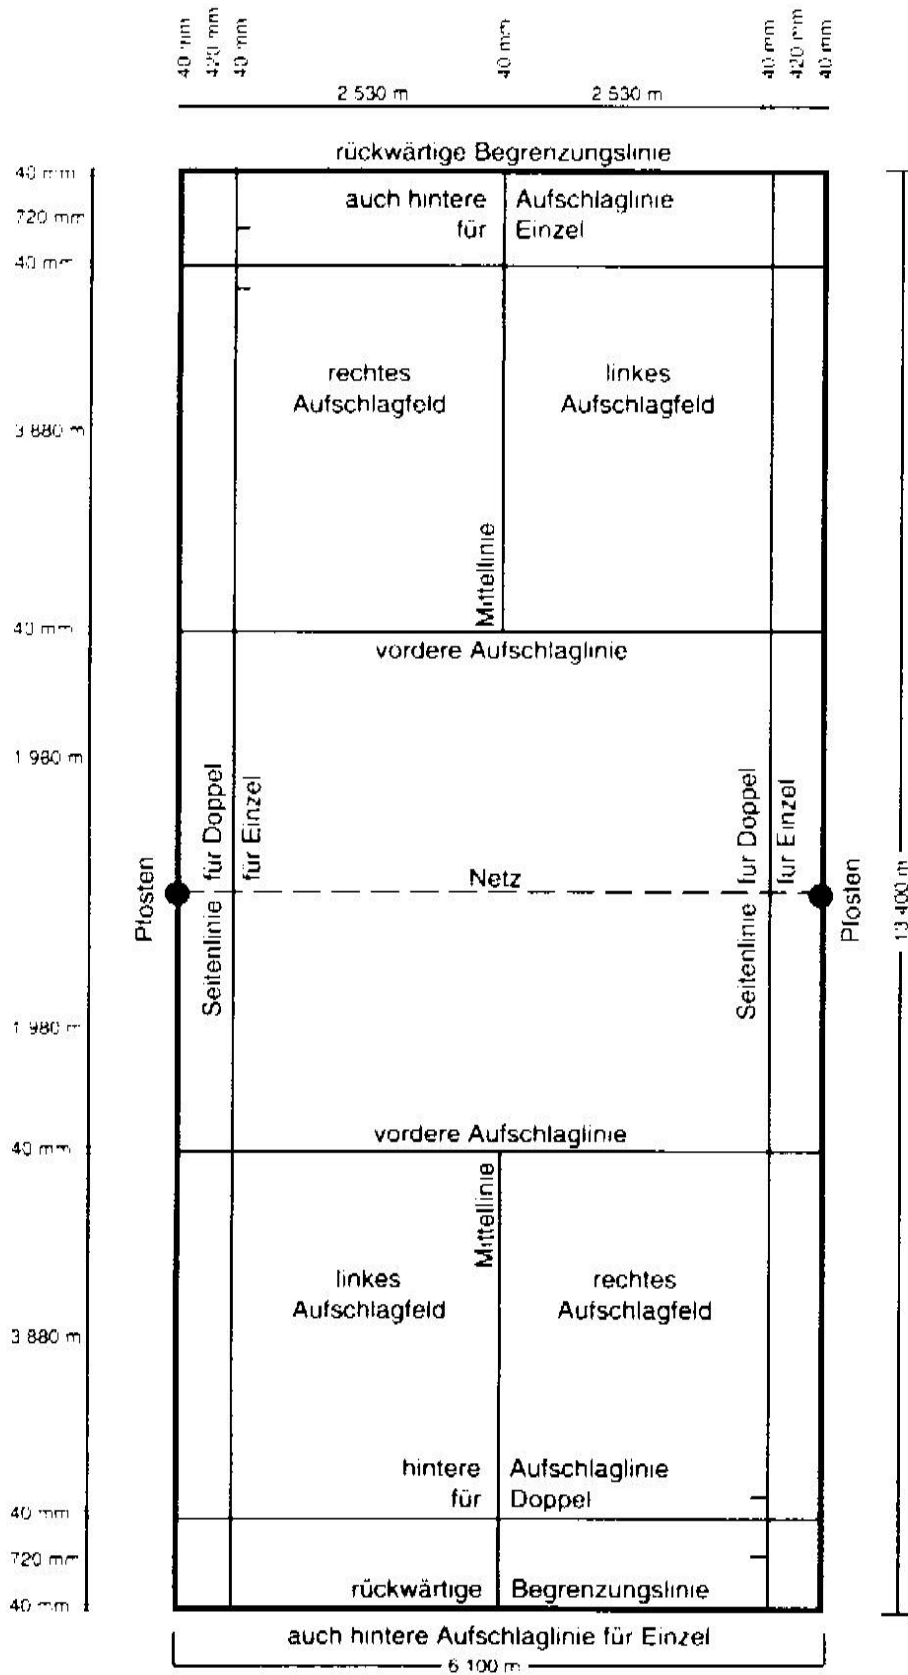 40 mm
420 mm
40 mm
40 mm
40 mm
420 mm
40 mm
2 530 m
2 530 m
rückwärtige Begrenzungslinie
40 mm
auch hintere Aufschlaglinie
720 mm
für Einzel
40 mm
rechtes
Aufschlagfeld
linkes
Aufschlagfeld
3 880 m
Mittellinie
40 mm
vordere Aufschlaglinie
1 980 m
Seitenlinie für Doppel
für Einzel
Seitenlinie für Doppel
für Einzel
Pfosten
Netz
Pfosten
13 400 m
1 980 m
vordere Aufschlaglinie
40 mm
Mittellinie
linkes
Aufschlagfeld
rechtes
Aufschlagfeld
3 880 m
hintere Aufschlaglinie
für Doppel
40 mm
720 mm
rückwärtige Begrenzungslinie
40 mm
auch hintere Aufschlaglinie für Einzel
6 100 m